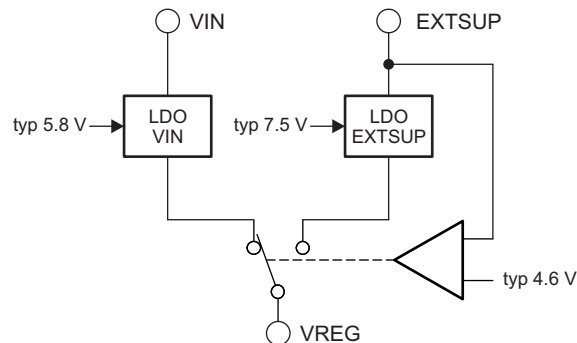 VIN
EXTSUP
typ 5.8 V
LDO
VIN
typ 7.5 V
LDO
EXTSUP
typ 4.6 V
VREG